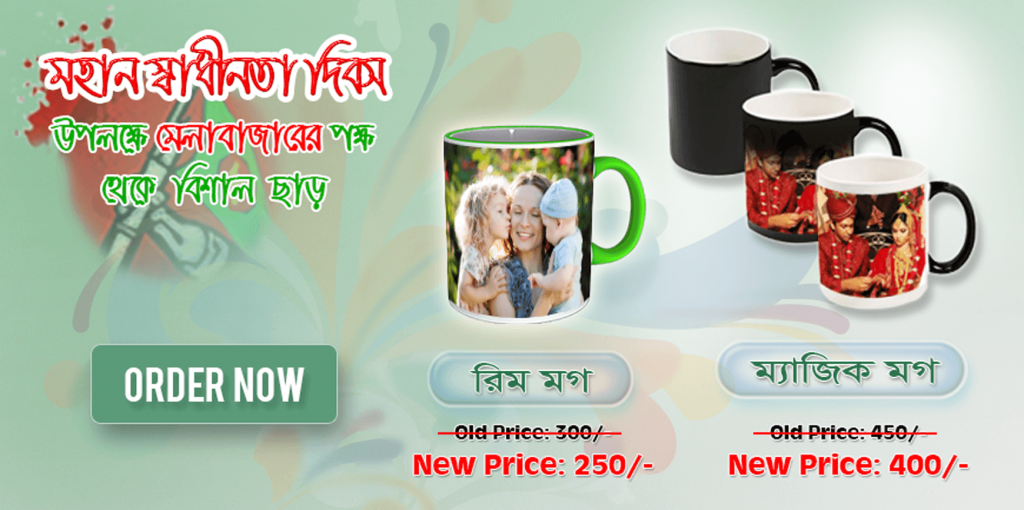 মহান স্বাধীনতা দিবস
উপলক্ষে মেলাবাজারের পক্ষ
থেকে বিশাল ছাড়
ORDER NOW
রিম মগ
Old Price: 300/-
New Price: 250/-
ম্যাজিক মগ
Old Price: 450/-
New Price: 400/-